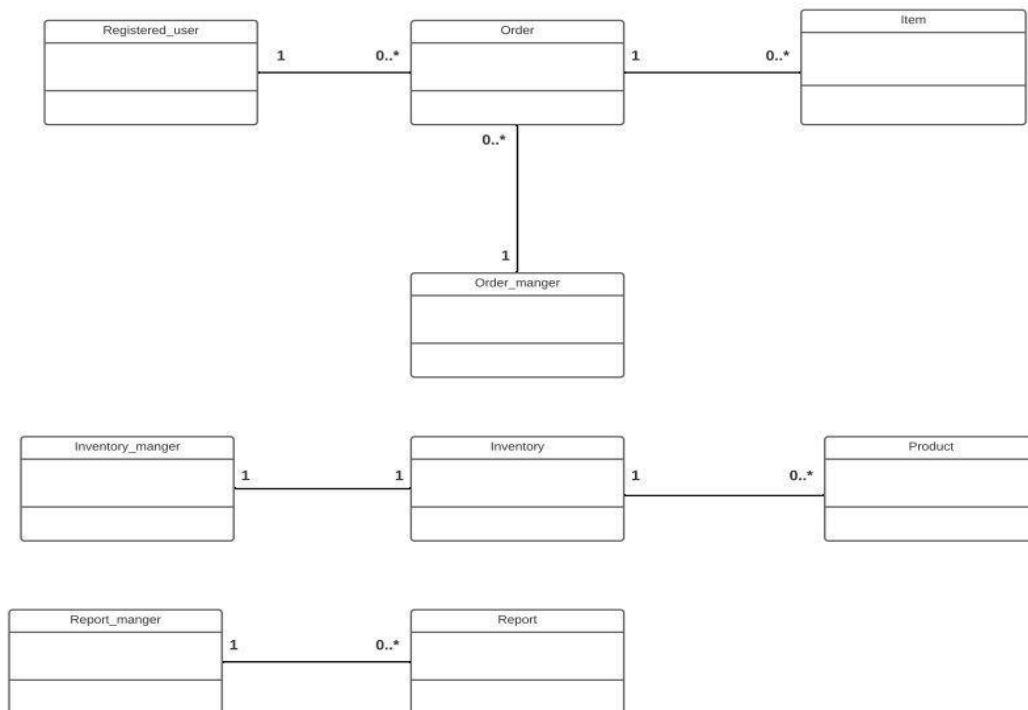 Registered_user
Order
Item
1
0..*
1
0..*
0..*
1
Order_manger
Inventory_manger
Inventory
Product
1
1
1
0..*
Report_manger
Report
1
0..*